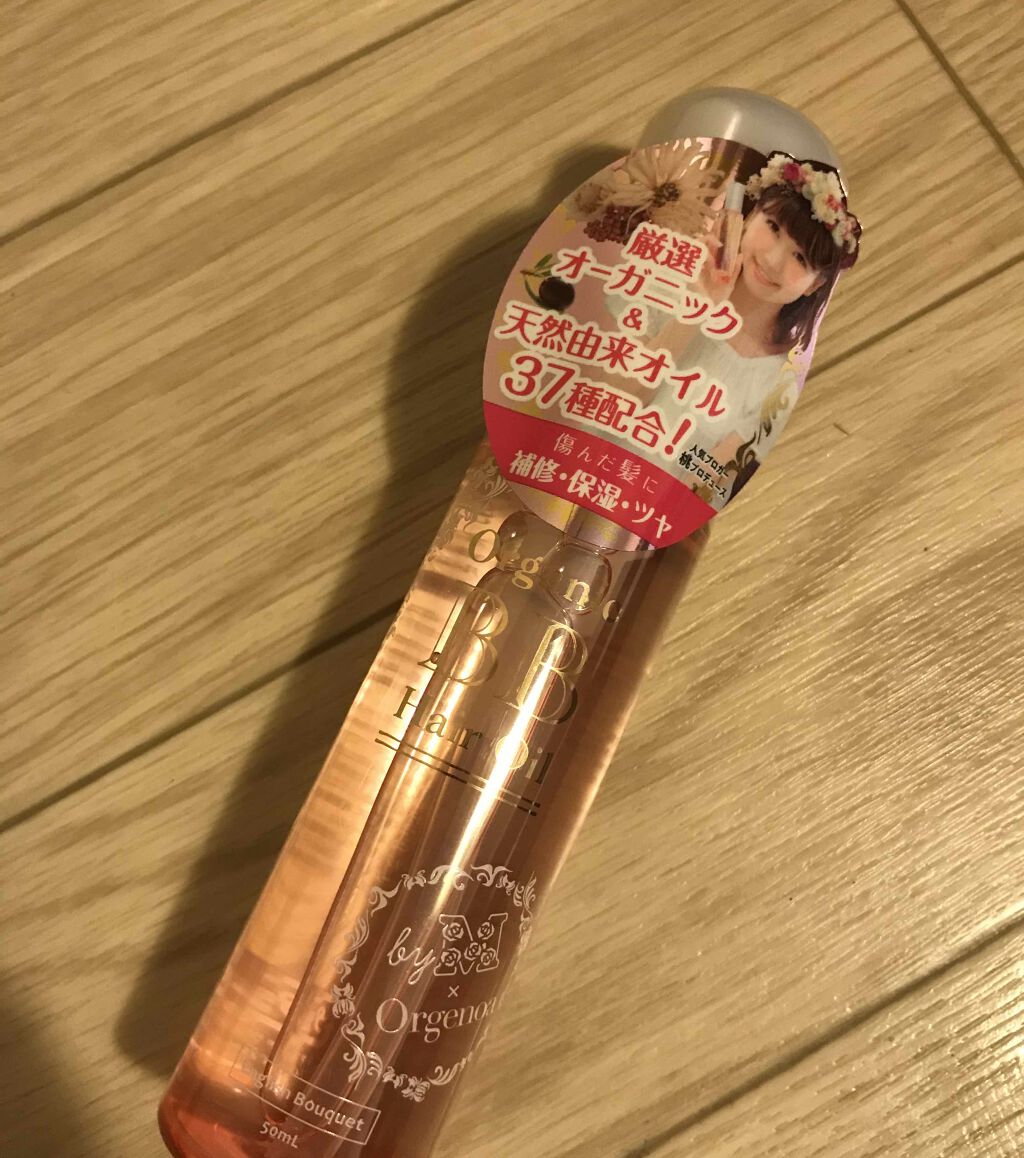 厳選
オーガニック
&
天然由来オイル
37種配合!
人気ブロガー
桃プロデュース
傷んだ髪に
補修・保湿・ツヤ
Organic
BB
Hair Oil
by M
×
Orgenoa
English Bouquet
50mL